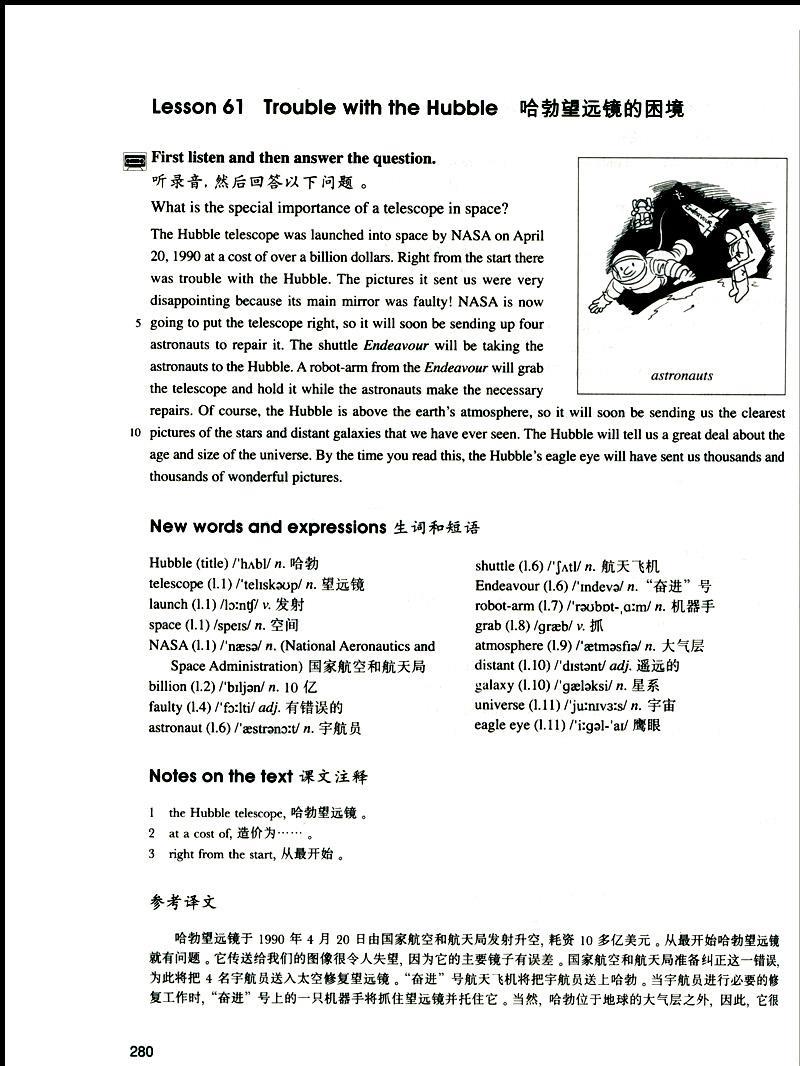 Lesson 61 Trouble with the Hubble 哈勃望远镜的困境
First listen and then answer the question.
听录音，然后回答以下问题。
What is the special importance of a telescope in space?
The Hubble telescope was launched into space by NASA on April
20, 1990 at a cost of over a billion dollars. Right from the start there
was trouble with the Hubble. The pictures it sent us were very
disappointing because its main mirror was faulty! NASA is now
5 going to put the telescope right, so it will soon be sending up four
astronauts to repair it. The shuttle Endeavour will be taking the
astronauts to the Hubble. A robot-arm from the Endeavour will grab
the telescope and hold it while the astronauts make the necessary
repairs. Of course, the Hubble is above the earth's atmosphere, so it will soon be sending us the clearest
10 pictures of the stars and distant galaxies that we have ever seen. The Hubble will tell us a great deal about the
age and size of the universe. By the time you read this, the Hubble's eagle eye will have sent us thousands and
thousands of wonderful pictures.
ENDEAVOUR
astronauts
New words and expressions 生词和短语
Hubble (title) /'hʌbl/ n. 哈勃
telescope (l.1) /'telɪskəʊp/ n. 望远镜
launch (l.1) /lɔ:ntʃ/ v. 发射
space (l.1) /speɪs/ n. 空间
NASA (l.1) /'næsə/ n. (National Aeronautics and
Space Administration) 国家航空和航天局
billion (l.2) /'bɪljən/ n. 10 亿
faulty (l.4) /'fɔ:lti/ adj. 有错误的
astronaut (l.6) /'æstrənɔ:t/ n. 宇航员
shuttle (l.6) /'ʃʌtl/ n. 航天飞机
Endeavour (l.6) /'ɪndevə/ n. “奋进”号
robot-arm (l.7) /'rəʊbɒt-ˌɑ:m/ n. 机器手
grab (l.8) /græb/ v. 抓
atmosphere (l.9) /'ætməsfɪə/ n. 大气层
distant (l.10) /'dɪstənt/ adj. 遥远的
galaxy (l.10) /'gæləksi/ n. 星系
universe (l.11) /'ju:nɪvɜ:s/ n. 宇宙
eagle eye (l.11) /'i:gəl-'aɪ/ 鹰眼
Notes on the text 课文注释
1 the Hubble telescope, 哈勃望远镜。
2 at a cost of, 造价为……。
3 right from the start, 从最开始。
参考译文
哈勃望远镜于 1990 年 4 月 20 日由国家航空和航天局发射升空, 耗资 10 多亿美元。从最开始哈勃望远镜
就有问题。它传送给我们的图像很令人失望, 因为它的主要镜子有误差。国家航空和航天局准备纠正这一错误,
为此将把 4 名宇航员送入太空修复望远镜。“奋进”号航天飞机将把宇航员送上哈勃。当宇航员进行必要的修
复工作时, “奋进”号上的一只机器手将抓住望远镜并托住它。当然, 哈勃位于地球的大气层之外, 因此, 它很
280